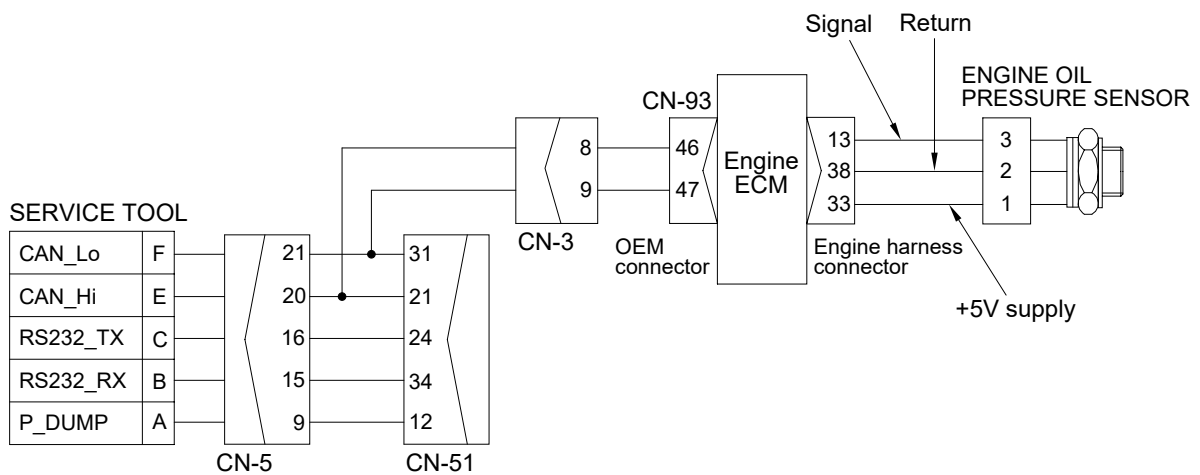 Signal Return
ENGINE OIL
PRESSURE SENSOR
CN-93
Engine
ECM
8 46 13 3
38 2
9 47 33 1
CN-3
OEM
connector
Engine harness
connector
+5V supply
SERVICE TOOL
CAN_Lo F 21 31
CAN_Hi E 20 21
RS232_TX C 16 24
RS232_RX B 15 34
P_DUMP A 9 12
CN-5 CN-51